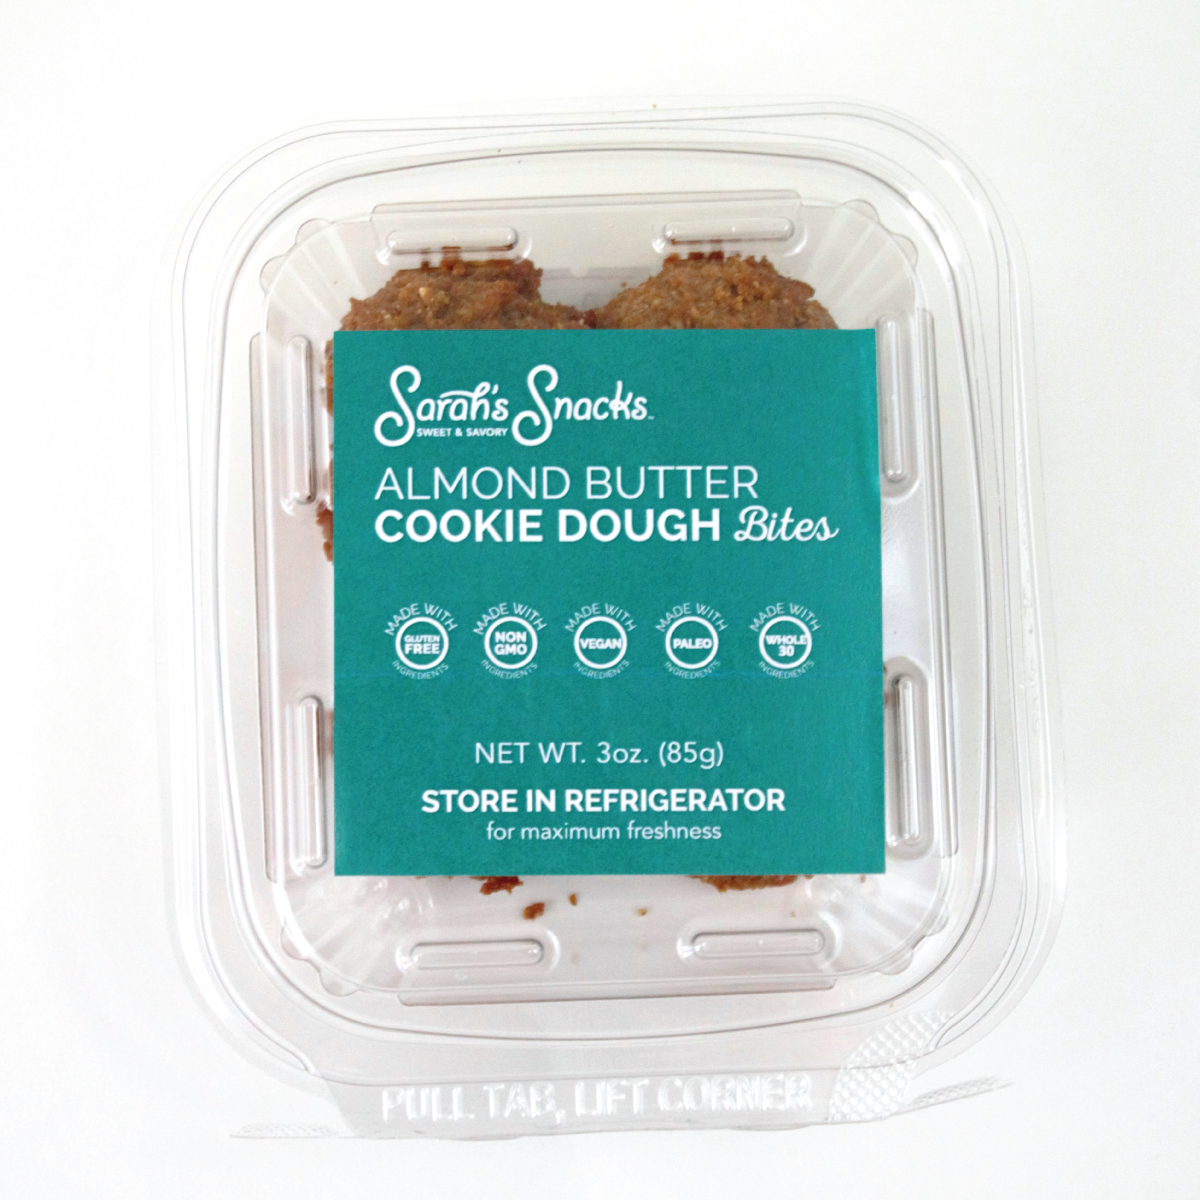 Sarah's Snacks™
SWEET & SAVORY
ALMOND BUTTER
COOKIE DOUGH Bites
MADE WITH
GLUTEN
FREE
INGREDIENTS
MADE WITH
NON
GMO
INGREDIENTS
MADE WITH
VEGAN
INGREDIENTS
MADE WITH
PALEO
INGREDIENTS
MADE WITH
WHOLE
30
INGREDIENTS
NET WT. 3oz. (85g)
STORE IN REFRIGERATOR
for maximum freshness
PULL TAB, LIFT CORNER